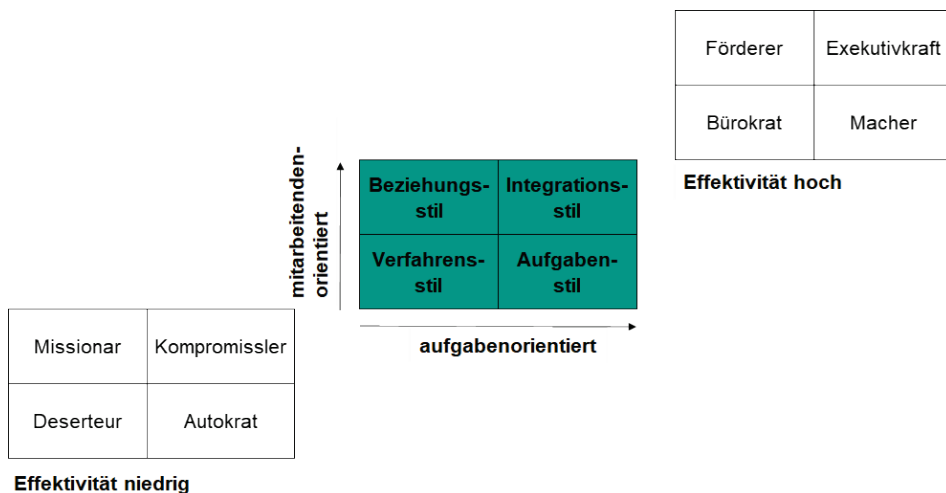 Förderer
Exekutivkraft
Bürokrat
Macher
Effektivität hoch
mitarbeitenden-
orientiert
Beziehungs-
stil
Integrations-
stil
Verfahrens-
stil
Aufgaben-
stil
aufgabenorientiert
Missionar
Kompromissler
Deserteur
Autokrat
Effektivität niedrig